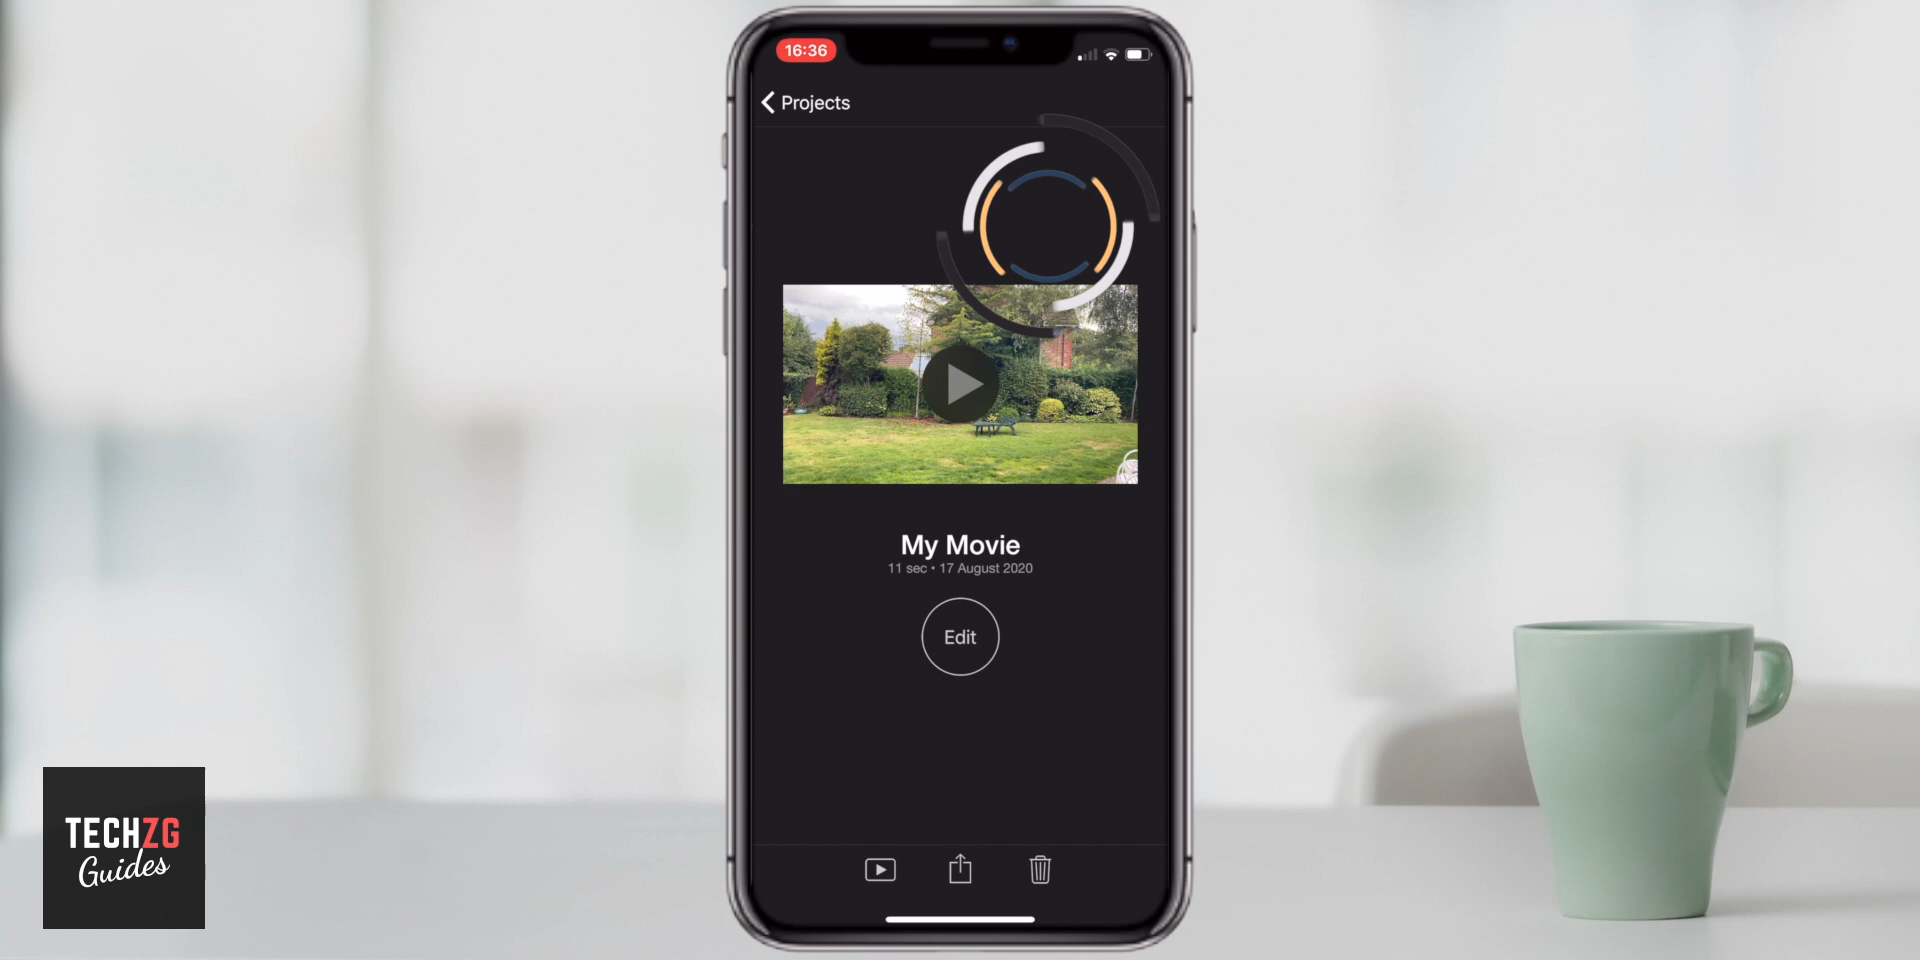 16:36
Projects
My Movie
11 sec • 17 August 2020
Edit
TECHZG
Guides